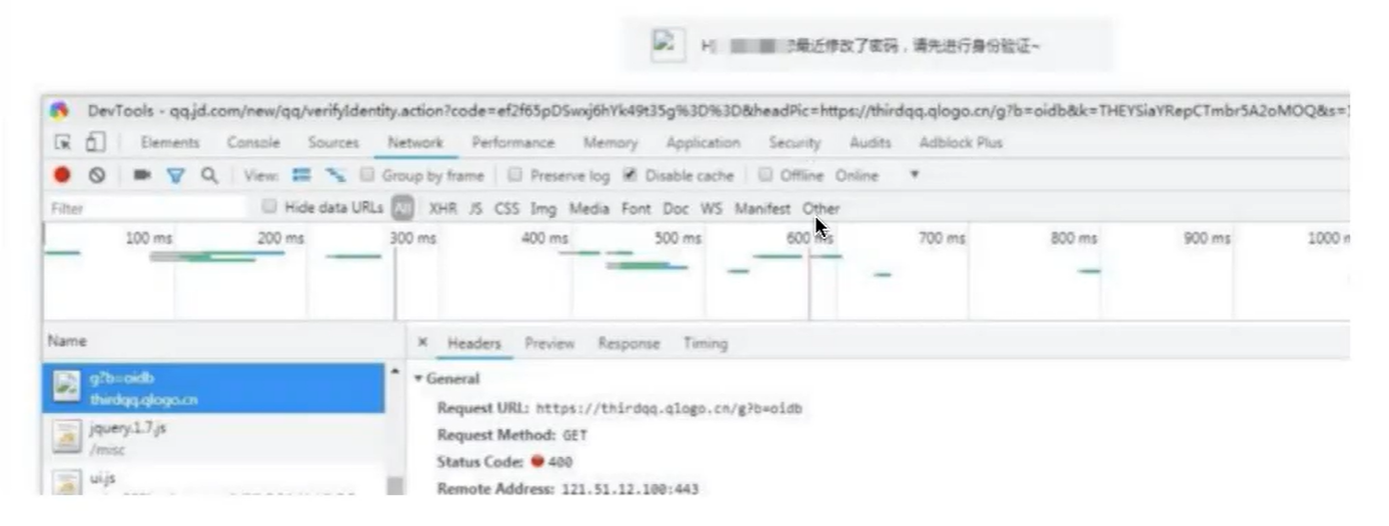 最近修改了密码，请先进行身份验证~
DevTools - qq.jd.com/new/qq/verifyIdentity.action?code=ef2f65pDSwxj6hYk49t35g%3D%3D&headPic=https://thirdqq.qlogo.cn/g?b=oidb&k=THEYSiaYRepCTmbr5A2oMOQ&s=
Elements Console Sources Network Performance Memory Application Security Audits Adblock Plus
View: Group by frame Preserve log Disable cache Offline Online
Filter Hide data URLs All XHR JS CSS Img Media Font Doc WS Manifest Other
100 ms 200 ms 300 ms 400 ms 500 ms 600 ms 700 ms 800 ms 900 ms 1000 m
Name × Headers Preview Response Timing
g?b=oidb
thirdqq.qlogo.cn
jquery.1.7.js
/misc
ui.js
General
Request URL: https://thirdqq.qlogo.cn/g?b=oidb
Request Method: GET
Status Code: 400
Remote Address: 121.51.12.100:443